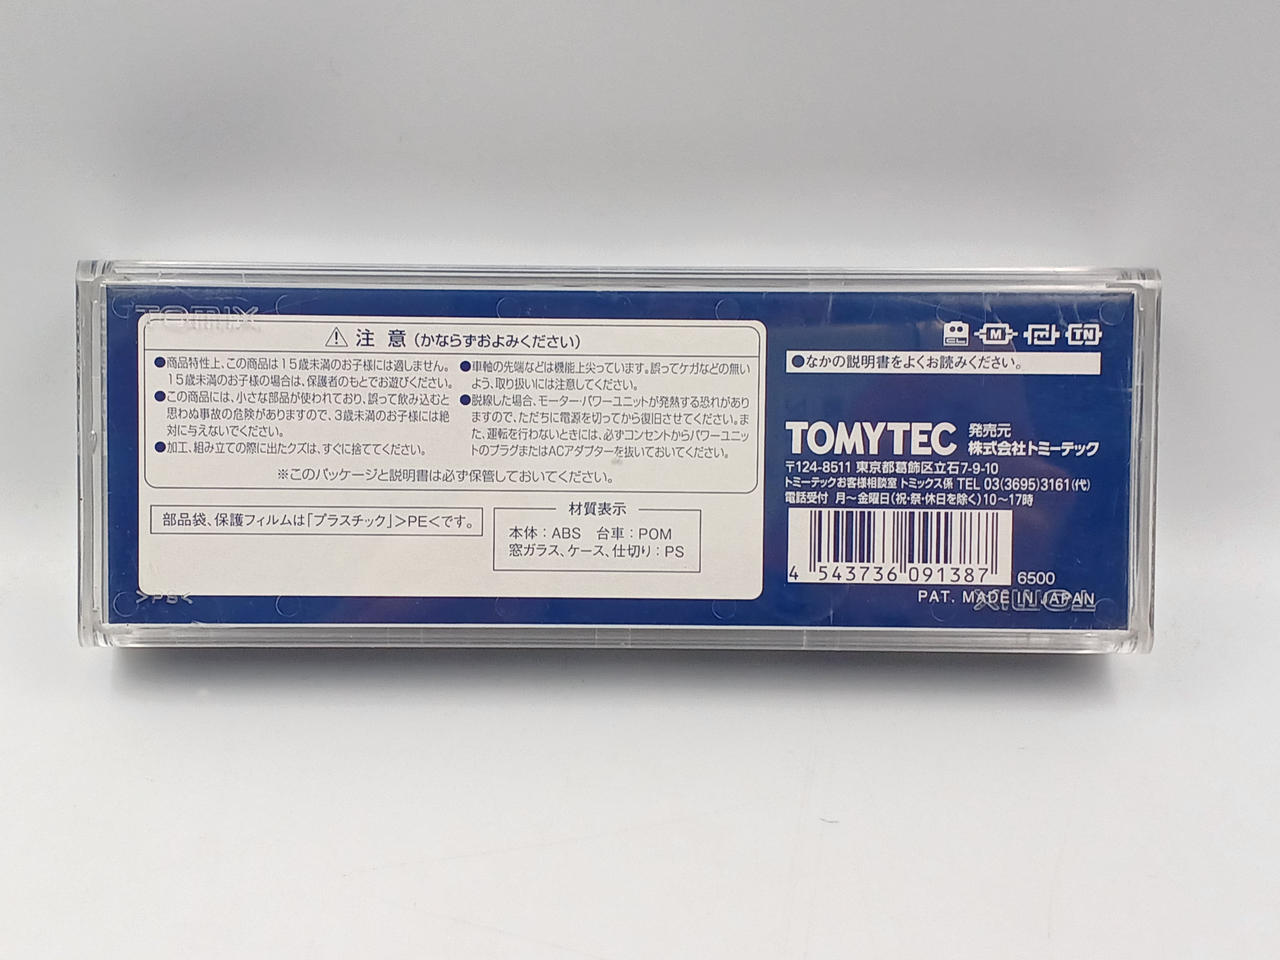 TOMIX
注 意 (かならずおよみください)
●商品特性上、この商品は15歳未満のお子様には適しません。
15歳未満のお子様の場合は、保護者のもとでお遊びください。
●この商品には、小さな部品が使われており、誤って飲み込むと
思わぬ事故の危険がありますので、3歳未満のお子様には絶
対に与えないでください。
●加工、組み立ての際に出たクズは、すぐに捨ててください。
●車軸の先端などは機能上尖っています。誤ってケガなどの無い
よう、取り扱いには注意してください。
●脱線した場合、モーター・パワーユニットが発熱する恐れがあり
ますので、ただちに電源を切ってから復旧させてください。ま
た、運転を行わないときには、必ずコンセントからパワーユニッ
トのプラグまたはACアダプターを抜いておいてください。
※このパッケージと説明書は必ず保管しておいてください。
部品袋、保護フィルムは「プラスチック」>PE<です。
材質表示
本体:ABS 台車:POM
窓ガラス、ケース、仕切り:PS
>PS<
CL M TN
●なかの説明書をよくお読みください。
TOMYTEC 発売元
株式会社トミーテック
〒124-8511 東京都葛飾区立石7-9-10
トミーテックお客様相談室 トミックス係 TEL 03(3695)3161(代)
電話受付 月〜金曜日(祝・祭・休日を除く)10〜17時
4 543736 091387
6500
PAT. MADE IN JAPAN
TOMIX